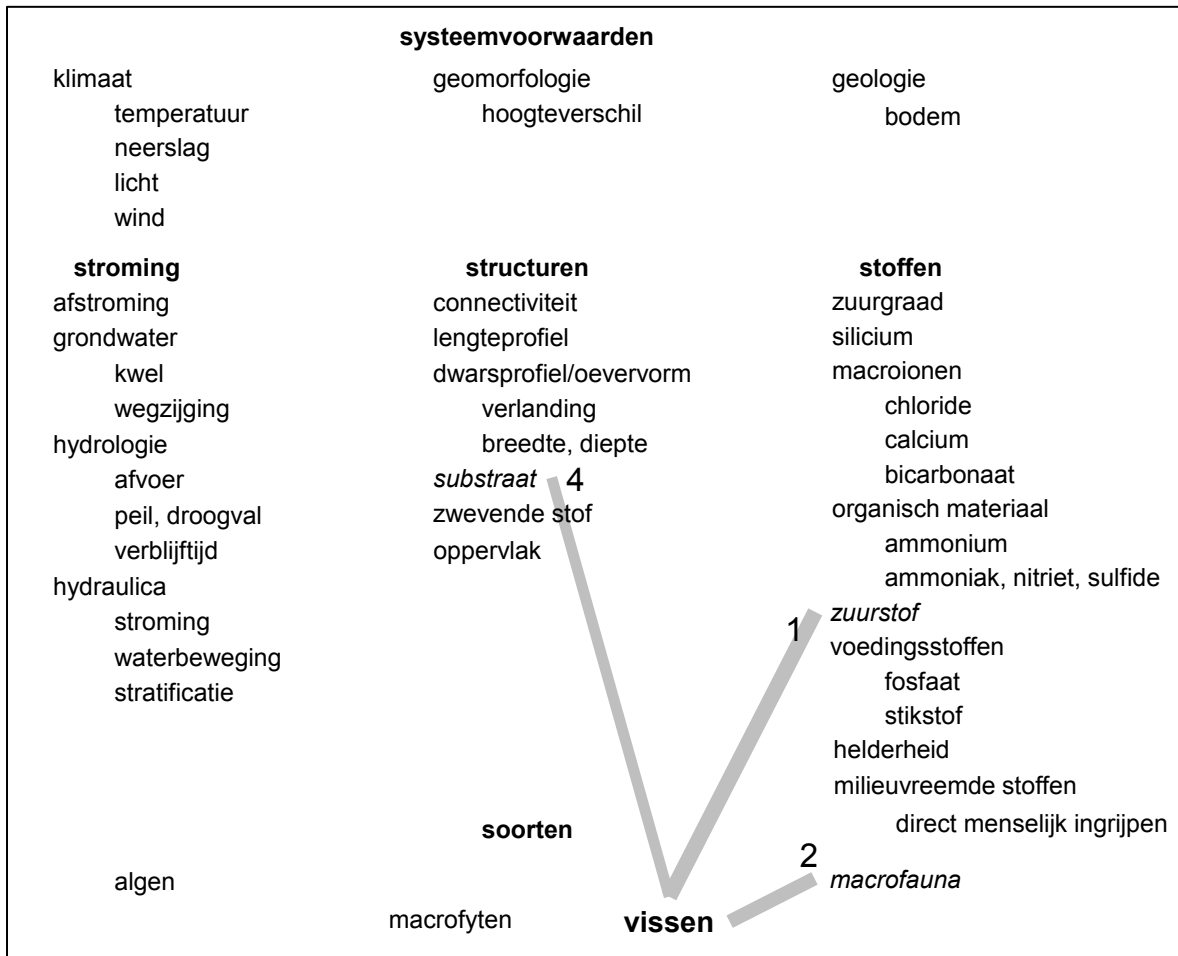 systeemvoorwaarden
klimaat
temperatuur
neerslag
licht
wind
geomorfologie
hoogteverschil
geologie
bodem
stroming
afstroming
grondwater
kwel
wegzijging
hydrologie
afvoer
peil, droogval
verblijftijd
hydraulica
stroming
waterbeweging
stratificatie
structuren
connectiviteit
lengteprofiel
dwarsprofiel/oevervorm
verlanding
breedte, diepte
substraat
4
zwevende stof
oppervlak
stoffen
zuurgraad
silicium
macroionen
chloride
calcium
bicarbonaat
organisch materiaal
ammonium
ammoniak, nitriet, sulfide
1
zuurstof
voedingsstoffen
fosfaat
stikstof
helderheid
milieuvreemde stoffen
direct menselijk ingrijpen
soorten
algen
macrofyten
vissen
2
macrofauna